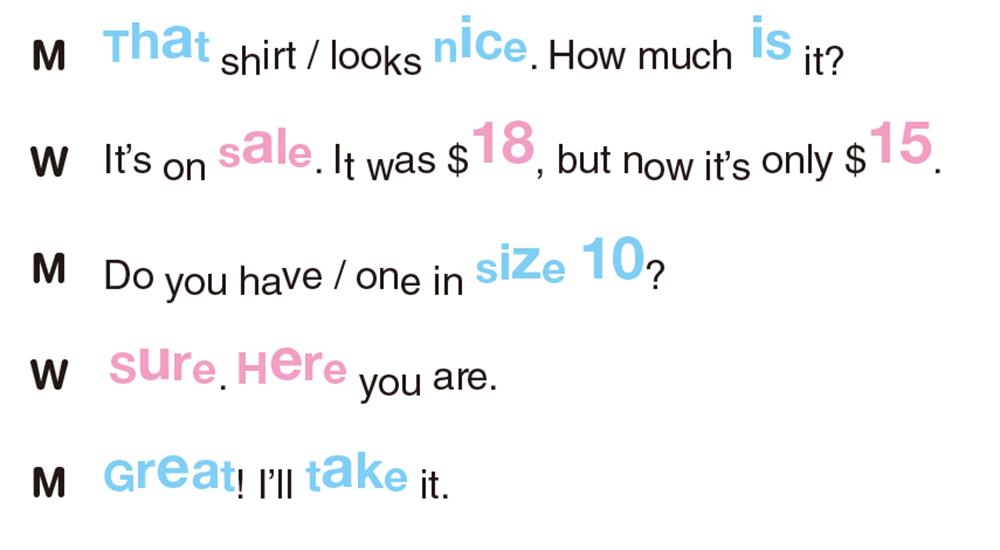 M That shirt / looks nice. How much is it?
W It's on sale. It was $18, but now it's only $15.
M Do you have / one in size 10?
W sure. Here you are.
M Great! I'll take it.